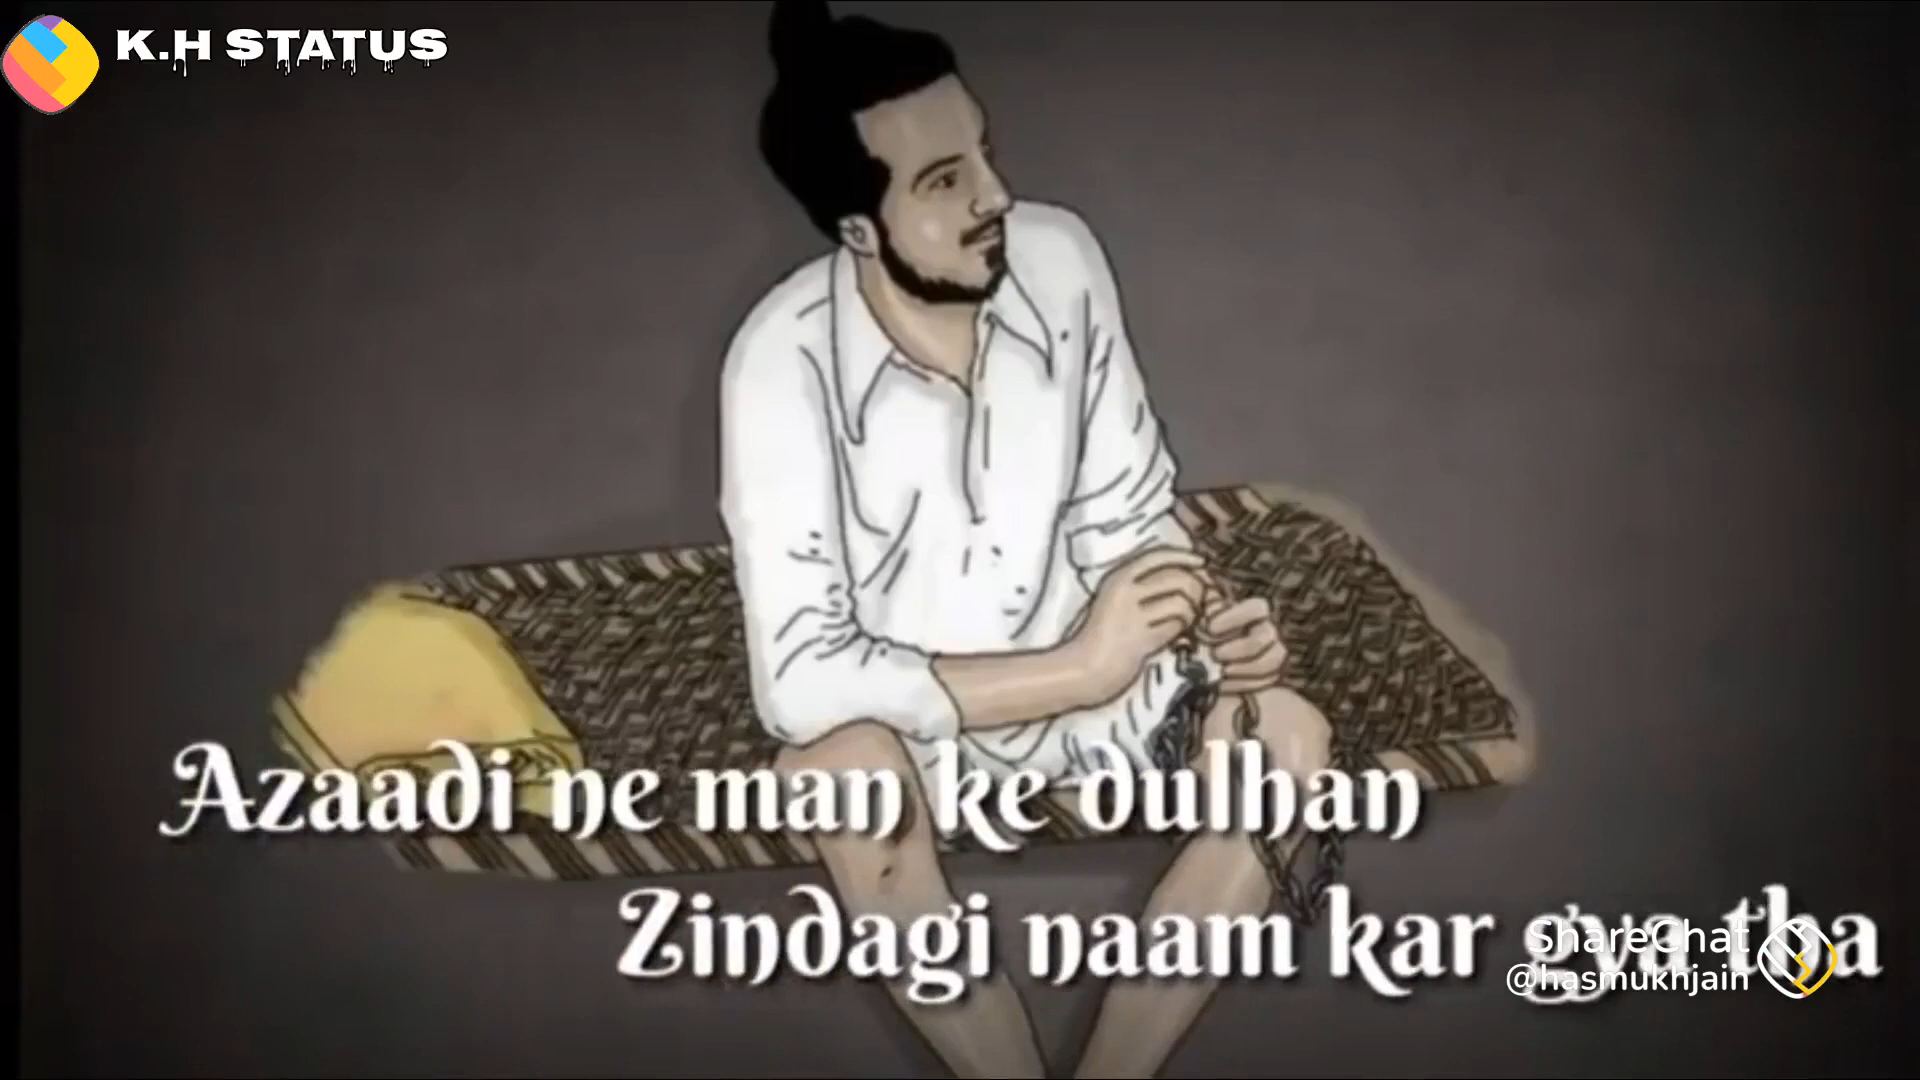 K.H STATUS
Azaadi ne man ke dulhan
Zindagi naam kar gya tha
ShareChat
@hasmukhjain